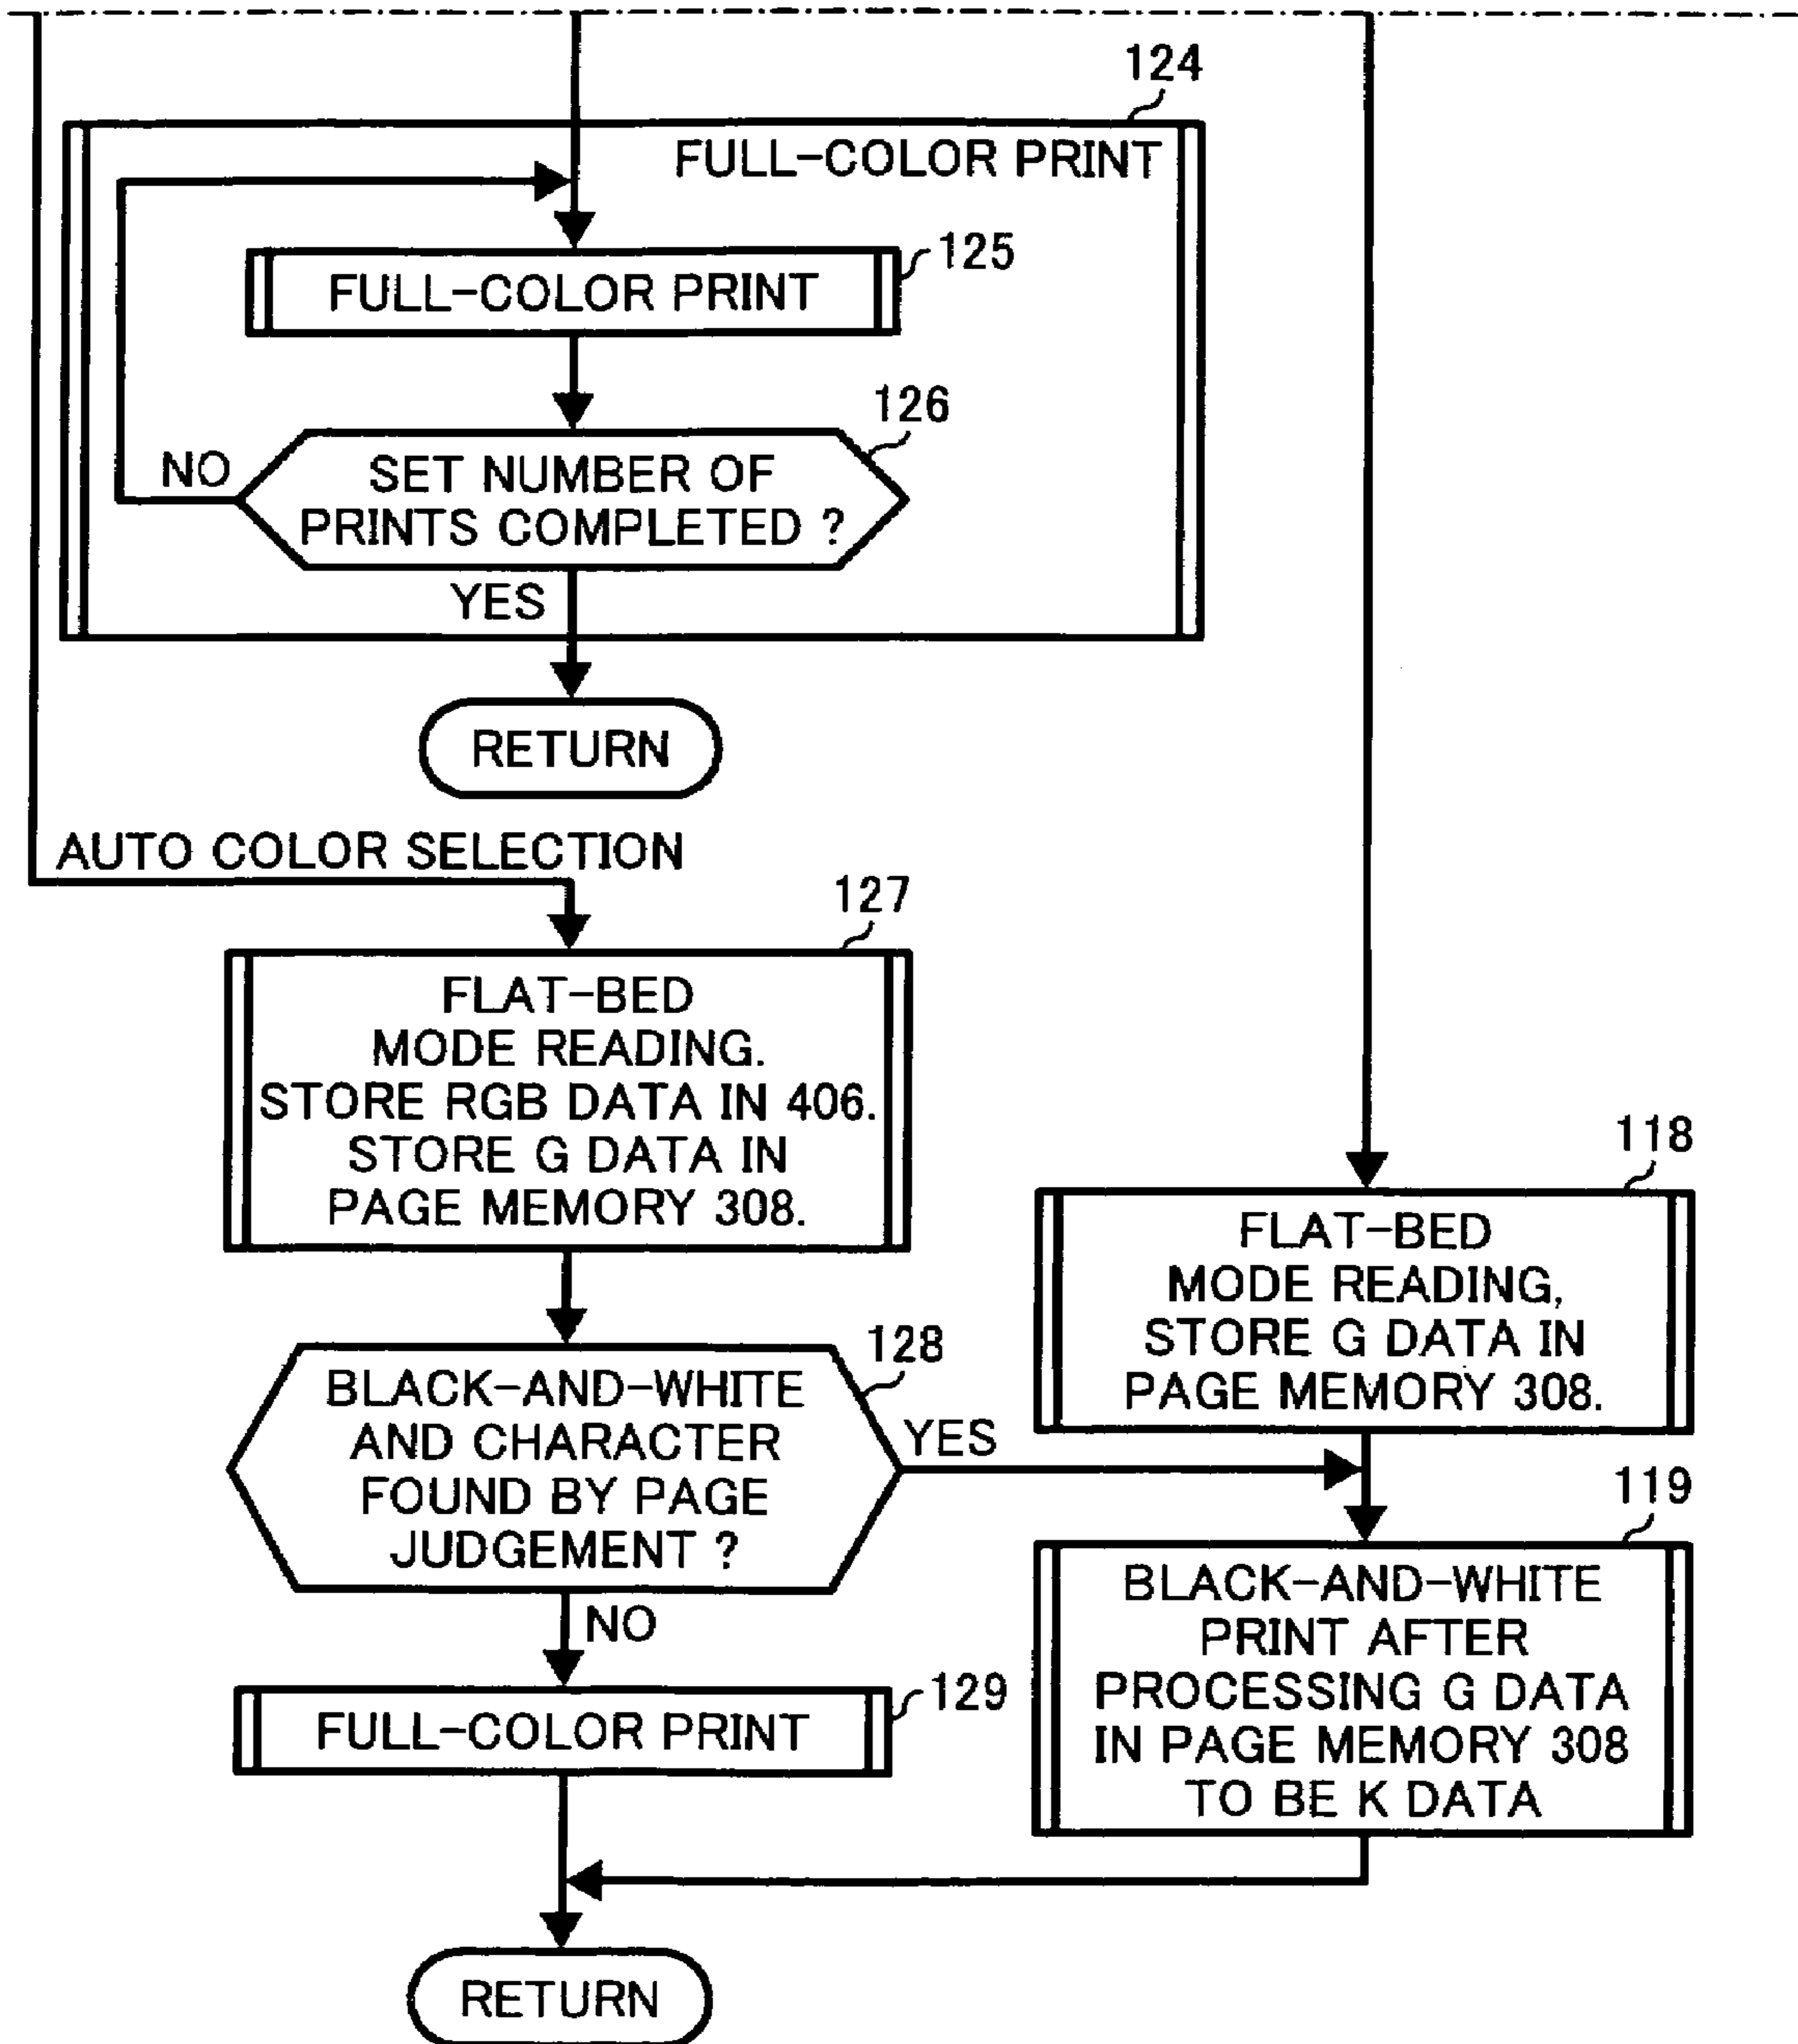 124
FULL-COLOR PRINT
125
FULL-COLOR PRINT
126
NO
SET NUMBER OF
PRINTS COMPLETED ?
YES
RETURN
AUTO COLOR SELECTION
127
FLAT-BED
MODE READING.
STORE RGB DATA IN 406.
STORE G DATA IN
PAGE MEMORY 308.
118
FLAT-BED
MODE READING,
STORE G DATA IN
PAGE MEMORY 308.
128
BLACK-AND-WHITE
AND CHARACTER
FOUND BY PAGE
JUDGEMENT ?
YES
NO
119
BLACK-AND-WHITE
PRINT AFTER
PROCESSING G DATA
IN PAGE MEMORY 308
TO BE K DATA
129
FULL-COLOR PRINT
RETURN